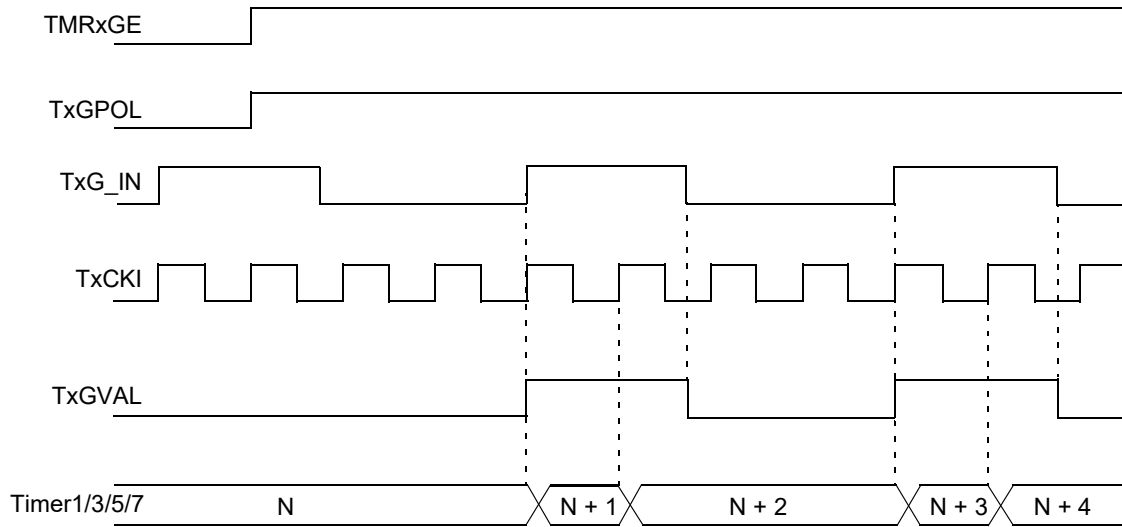 TMRxGE
TxGPOL
TxG_IN
TxCKI
TxGVAL
Timer1/3/5/7 N N + 1 N + 2 N + 3 N + 4